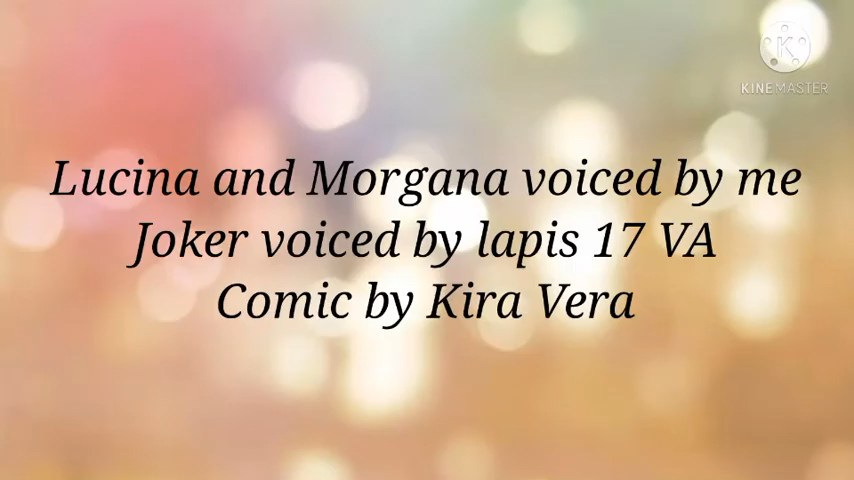 K
KINEMASTER
Lucina and Morgana voiced by me
Joker voiced by lapis 17 VA
Comic by Kira Vera